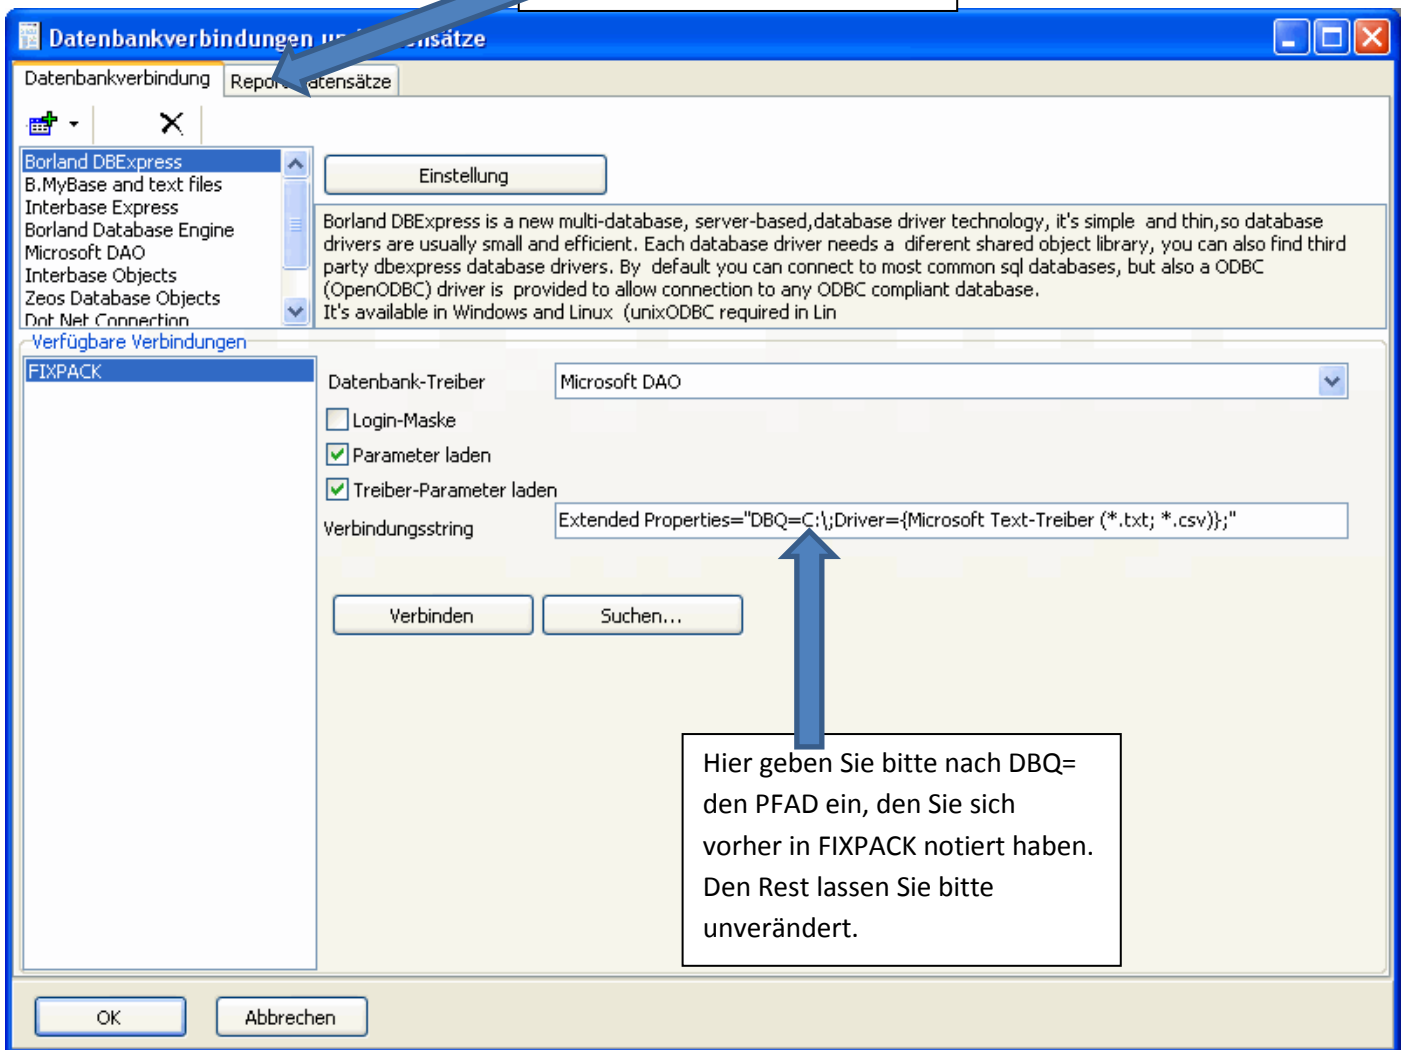 Datenbankverbindungen
Datenbankverbindung
Einstellung
Borland DBExpress
B.MyBase and text files
Interbase Express
Borland Database Engine
Microsoft DAO
Interbase Objects
Zeos Database Objects
Dot Net Connection
Borland DBExpress is a new multi-database, server-based,database driver technology, it's simple and thin,so database
drivers are usually small and efficient. Each database driver needs a diferent shared object library, you can also find third
party dbexpress database drivers. By default you can connect to most common sql databases, but also a ODBC
(OpenODBC) driver is provided to allow connection to any ODBC compliant database.
It's available in Windows and Linux (unixODBC required in Lin
Verfügbare Verbindungen
FIXPACK
Datenbank-Treiber
Microsoft DAO
Login-Maske
Parameter laden
Treiber-Parameter laden
Verbindungsstring
Extended Properties="DBQ=C:\;Driver={Microsoft Text-Treiber (*.txt; *.csv)};"
Verbinden
Suchen...
Hier geben Sie bitte nach DBQ=
den PFAD ein, den Sie sich
vorher in FIXPACK notiert haben.
Den Rest lassen Sie bitte
unverändert.
OK
Abbrechen